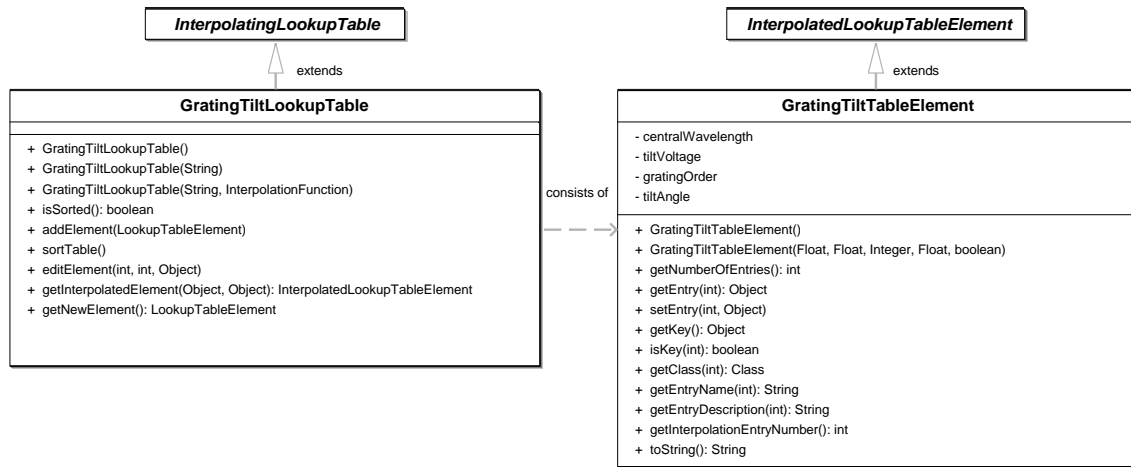 InterpolatingLookupTable
extends
GratingTiltLookupTable
+ GratingTiltLookupTable()
+ GratingTiltLookupTable(String)
+ GratingTiltLookupTable(String, InterpolationFunction)
+ isSorted(): boolean
+ addElement(LookupTableElement)
+ sortTable()
+ editElement(int, int, Object)
+ getInterpolatedElement(Object, Object): InterpolatedLookupTableElement
+ getNewElement(): LookupTableElement
consists of
InterpolatedLookupTableElement
extends
GratingTiltTableElement
- centralWavelength
- tiltVoltage
- gratingOrder
- tiltAngle
+ GratingTiltTableElement()
+ GratingTiltTableElement(Float, Float, Integer, Float, boolean)
+ getNumberOfEntries(): int
+ getEntry(int): Object
+ setEntry(int, Object)
+ getKey(): Object
+ isKey(int): boolean
+ getClass(int): Class
+ getEntryName(int): String
+ getEntryDescription(int): String
+ getInterpolationEntryNumber(): int
+ toString(): String